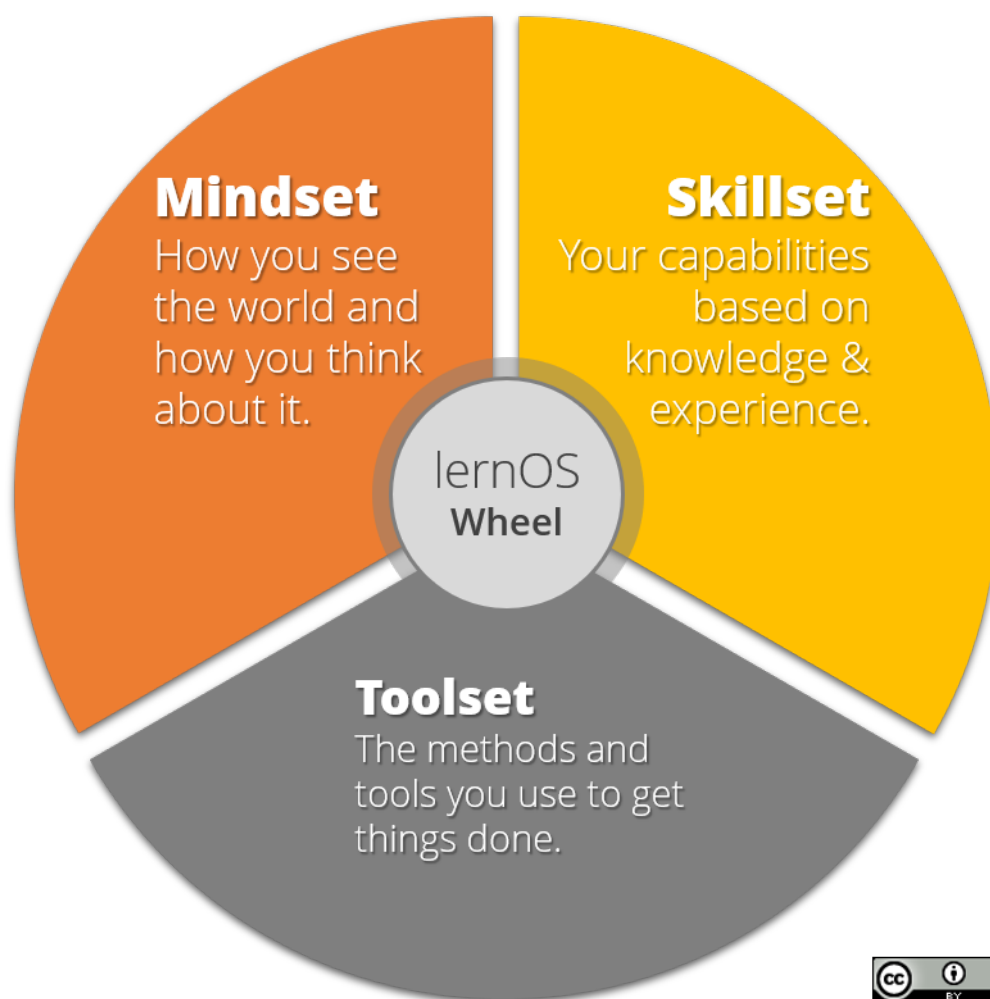 Mindset
How you see
the world and
how you think
about it.
Skillset
Your capabilities
based on
knowledge &
experience.
lernOS
Wheel
Toolset
The methods and
tools you use to get
things done.
cc
BY